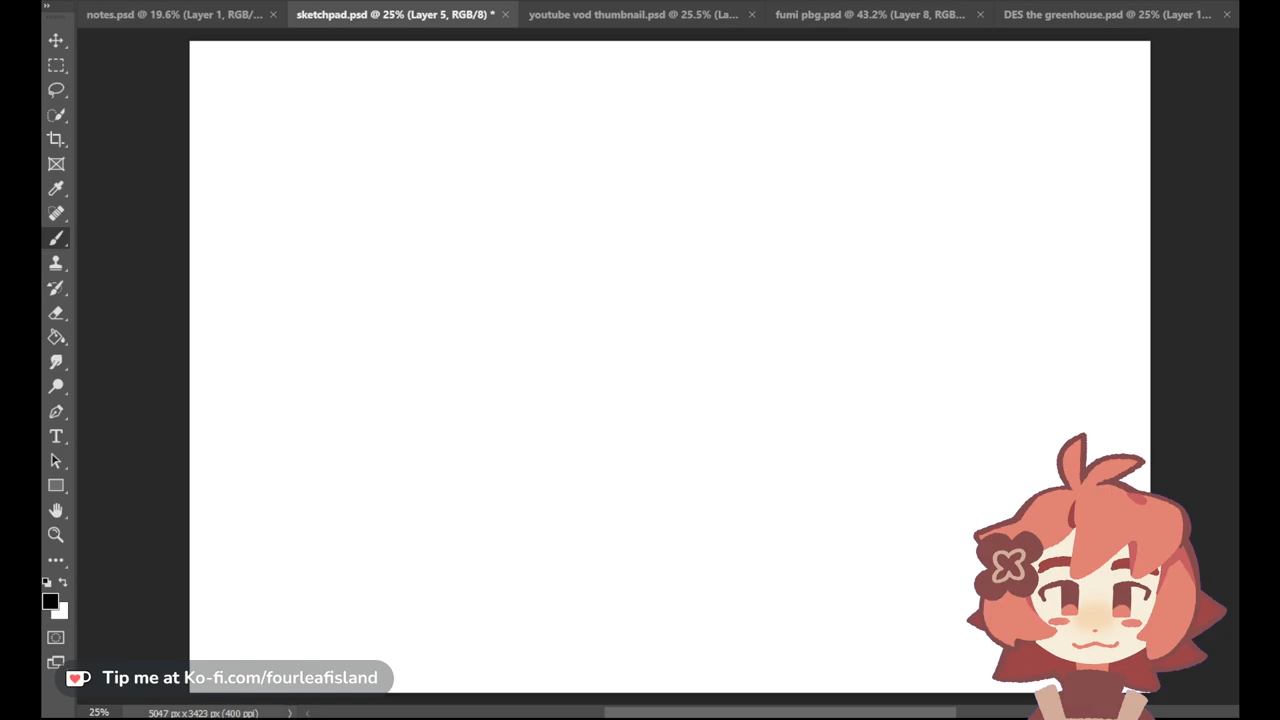 notes.psd @ 19.6% (Layer 1, RGB/... × sketchpad.psd @ 25% (Layer 5, RGB/8) * × youtube vod thumbnail.psd @ 25.5% (La... × fumi pbg.psd @ 43.2% (Layer 8, RGB... × DES the greenhouse.psd @ 25% (Layer 1... ×
Tip me at Ko-fi.com/fourleafisland
25% 5047 px x 3423 px (400 ppi)